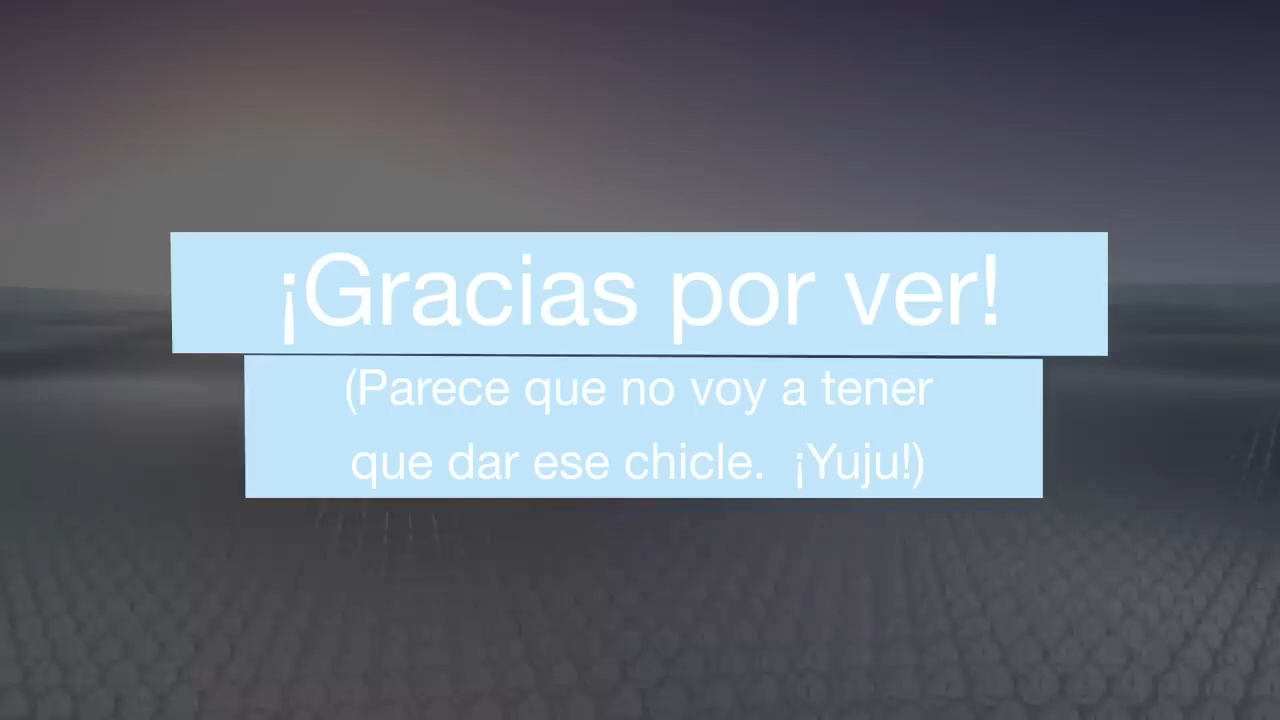 ¡Gracias por ver!
(Parece que no voy a tener
que dar ese chicle.  ¡Yuju!)